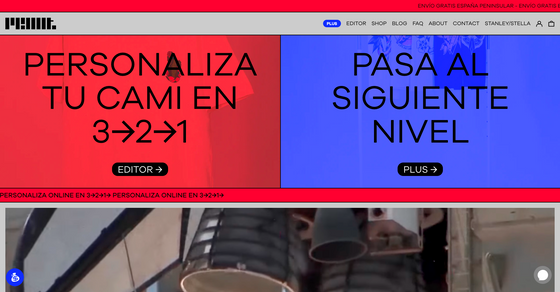 ENVÍO GRATIS ESPAÑA PENINSULAR • ENVÍO GRATIS E
PLUS EDITOR SHOP BLOG FAQ ABOUT CONTACT STANLEY/STELLA
PERSONALIZA
TU CAMI EN
3→2→1
EDITOR →
PASA AL
SIGUIENTE
NIVEL
PLUS →
PERSONALIZA ONLINE EN 3→2→1→ PERSONALIZA ONLINE EN 3→2→1→